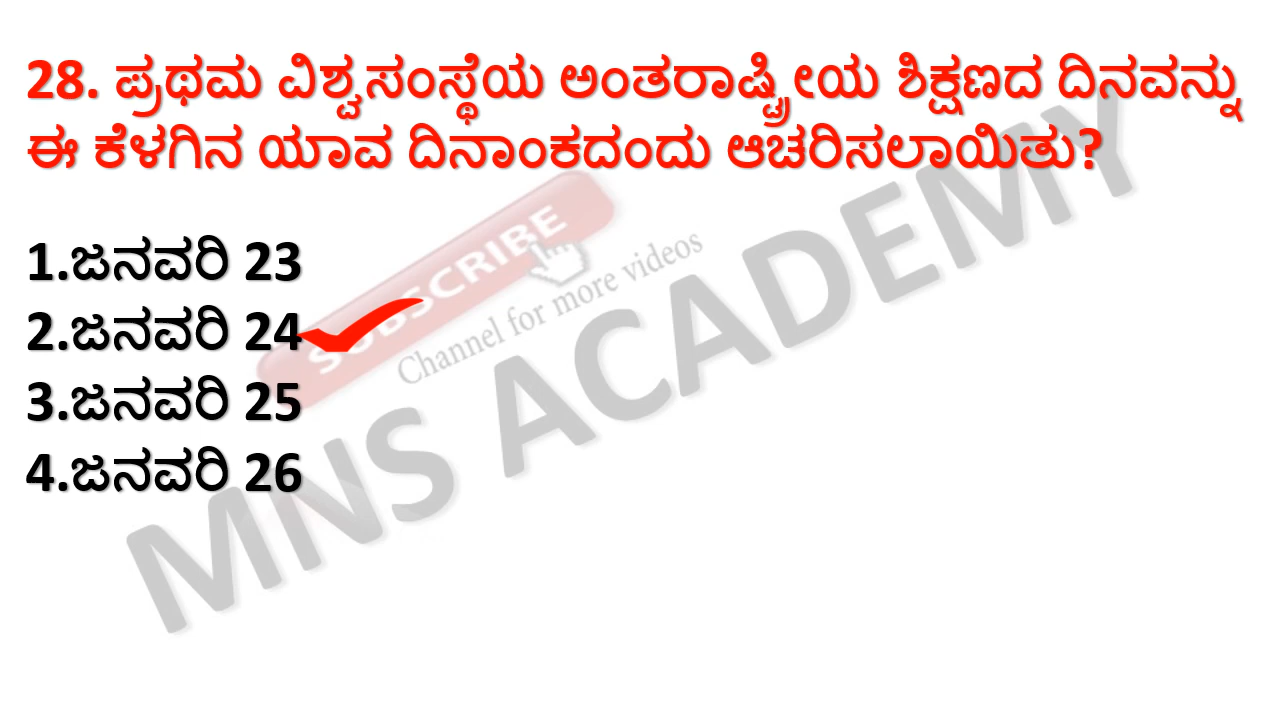 28. ಪ್ರಥಮ ವಿಶ್ವಸಂಸ್ಥೆಯ ಅಂತರಾಷ್ಟ್ರೀಯ ಶಿಕ್ಷಣದ ದಿನವನ್ನು
ಈ ಕೆಳಗಿನ ಯಾವ ದಿನಾಂಕದಂದು ಆಚರಿಸಲಾಯಿತು?
1.ಜನವರಿ 23
2.ಜನವರಿ 24
3.ಜನವರಿ 25
4.ಜನವರಿ 26
SUBSCRIBE
Channel for more videos
MNS ACADEMY